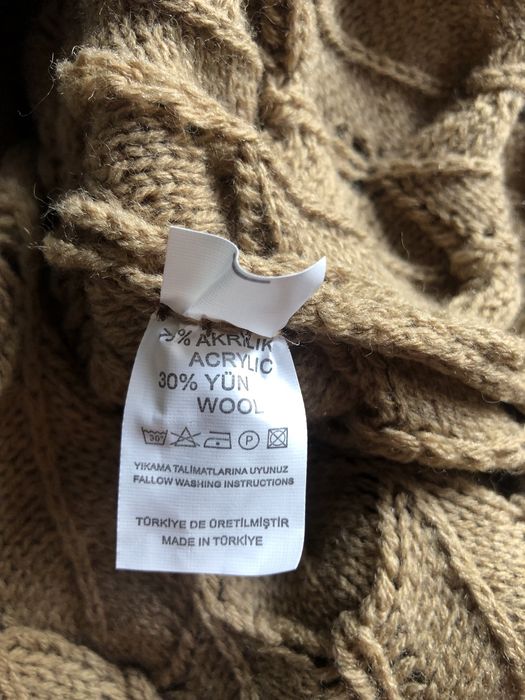 % AKRİLİK
ACRYLIC
30% YÜN
WOOL
30°
P
YIKAMA TALİMATLARINA UYUNUZ
FALLOW WASHING INSTRUCTIONS
TÜRKİYE DE ÜRETİLMİŞTİR
MADE IN TÜRKİYE